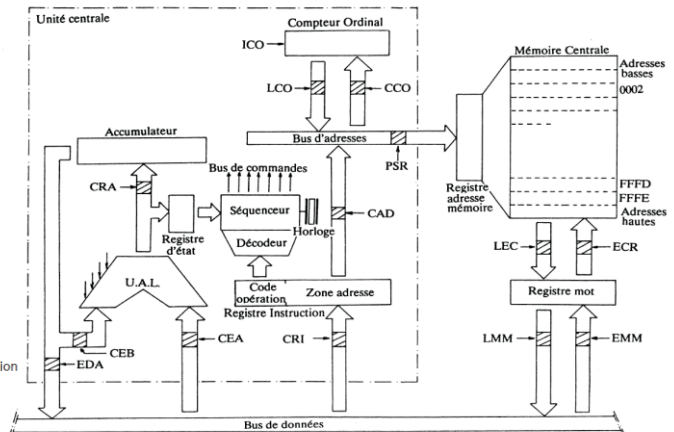 Unité centrale
Compteur Ordinal
ICO
LCO
CCO
Mémoire Centrale
Adresses
basses
0002
Accumulateur
Bus d'adresses
PSR
Bus de commandes
CRA
Séquenceur
CAD
Registre
adresse
mémoire
FFFD
FFFE
Adresses
hautes
Horloge
Registre
d'état
Décodeur
LEC
ECR
U.A.L.
Code
opération
Zone adresse
Registre mot
Registre Instruction
CEA
CRI
LMM
EMM
CEB
EDA
ion
Bus de données